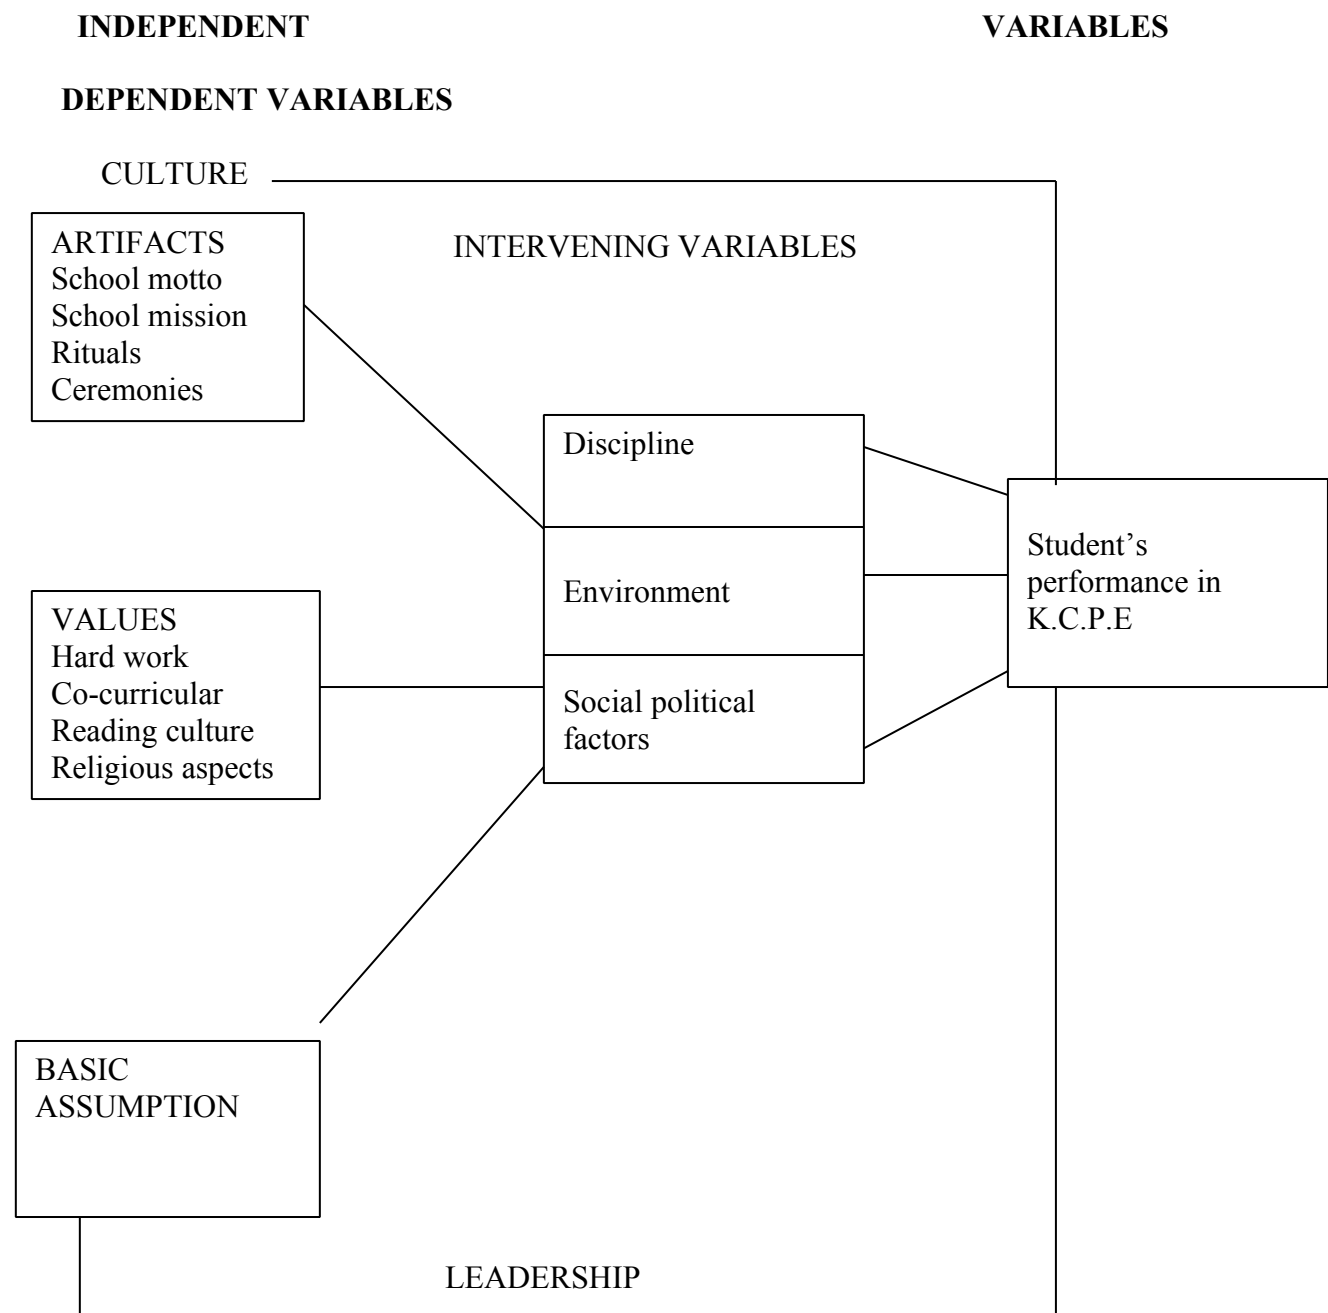 INDEPENDENT VARIABLES
DEPENDENT VARIABLES
CULTURE
ARTIFACTS
School motto
School mission
Rituals
Ceremonies
INTERVENING VARIABLES
Discipline
Environment
Social political
factors
Student’s
performance in
K.C.P.E
VALUES
Hard work
Co-curricular
Reading culture
Religious aspects
BASIC
ASSUMPTION
LEADERSHIP